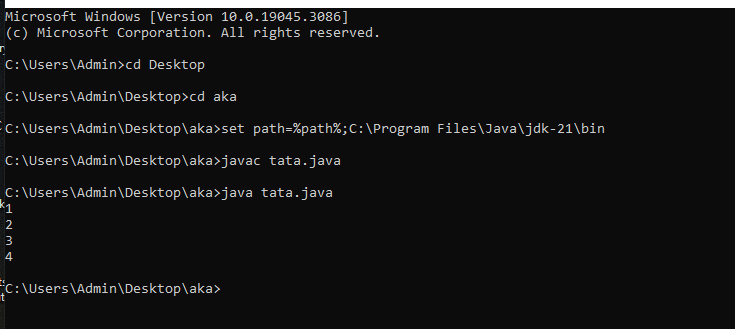 Microsoft Windows [Version 10.0.19045.3086]
(c) Microsoft Corporation. All rights reserved.
C:\Users\Admin>cd Desktop
C:\Users\Admin\Desktop>cd aka
C:\Users\Admin\Desktop\aka>set path=%path%;C:\Program Files\Java\jdk-21\bin
C:\Users\Admin\Desktop\aka>javac tata.java
C:\Users\Admin\Desktop\aka>java tata.java
1
2
3
4
C:\Users\Admin\Desktop\aka>